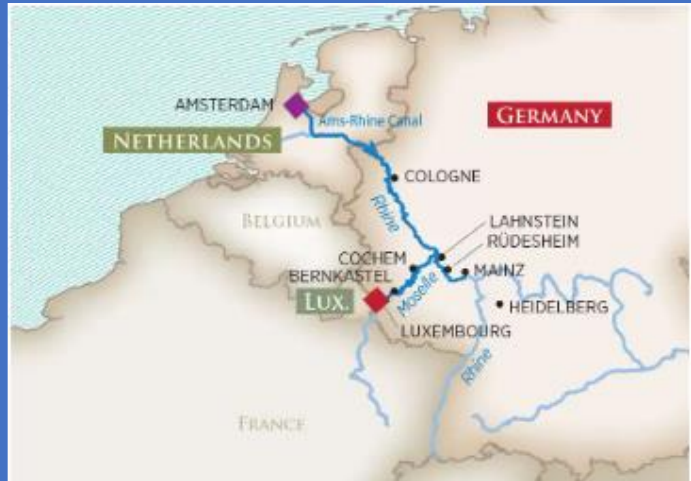 AMSTERDAM
Ams-Rhine Canal
GERMANY
NETHERLANDS
COLOGNE
Rhine
BELGIUM
LAHNSTEIN
RÜDESHEIM
COCHEM
MAINZ
BERNKASTEL
Moselle
LUX.
HEIDELBERG
LUXEMBOURG
Rhine
FRANCE